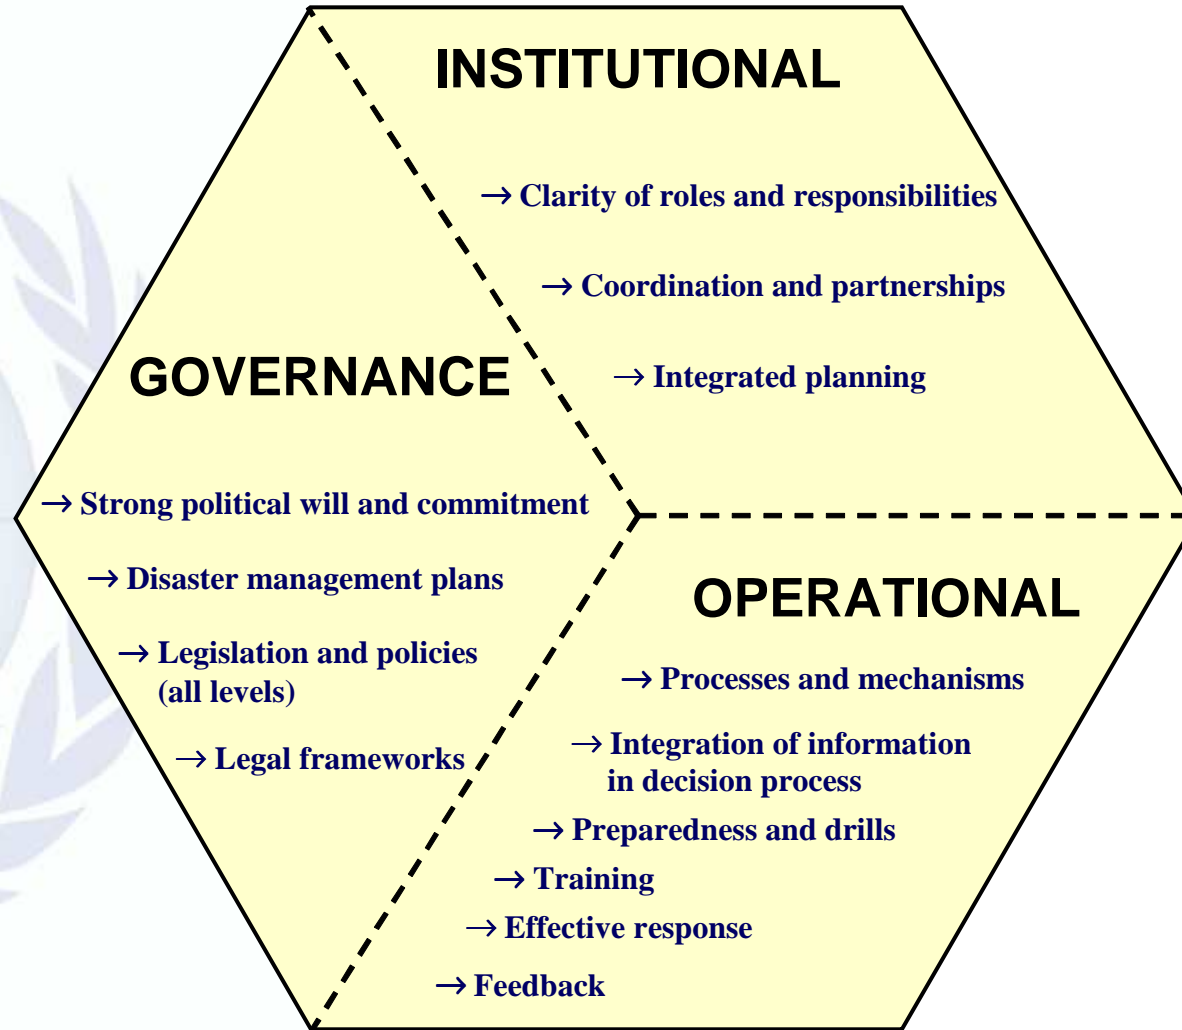 INSTITUTIONAL
→ Clarity of roles and responsibilities
→ Coordination and partnerships
→ Integrated planning
GOVERNANCE
→ Strong political will and commitment
→ Disaster management plans
→ Legislation and policies
(all levels)
→ Legal frameworks
OPERATIONAL
→ Processes and mechanisms
→ Integration of information
in decision process
→ Preparedness and drills
→ Training
→ Effective response
→ Feedback